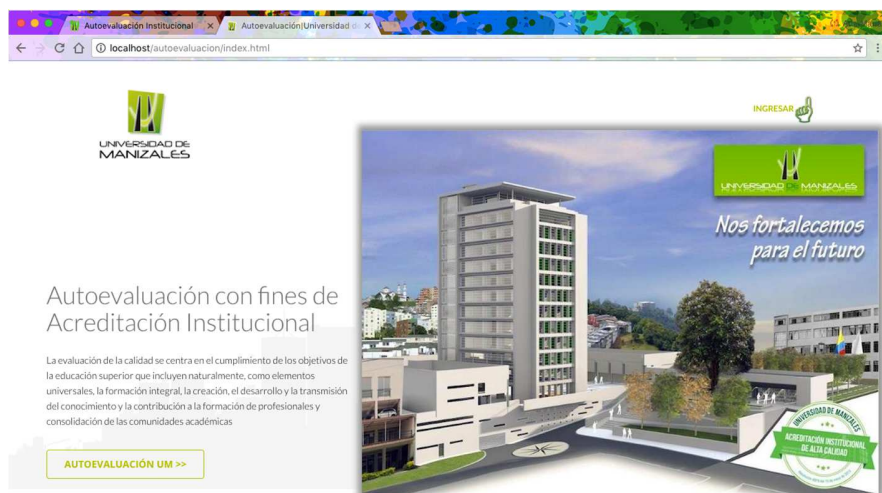 Autoevaluación Institucional
Autoevaluación|Universidad d
localhost/autoevaluacion/index.html
UNIVERSIDAD DE
MANIZALES
INGRESAR
UNIVERSIDAD DE MANIZALES
Nos fortalecemos
para el futuro
Autoevaluación con fines de
Acreditación Institucional
La evaluación de la calidad se centra en el cumplimiento de los objetivos de
la educación superior que incluyen naturalmente, como elementos
universales, la formación integral, la creación, el desarrollo y la transmisión
del conocimiento y la contribución a la formación de profesionales y
consolidación de las comunidades académicas
AUTOEVALUACIÓN UM >>
UNIVERSIDAD DE MANIZALES
ACREDITACIÓN INSTITUCIONAL
DE ALTA CALIDAD